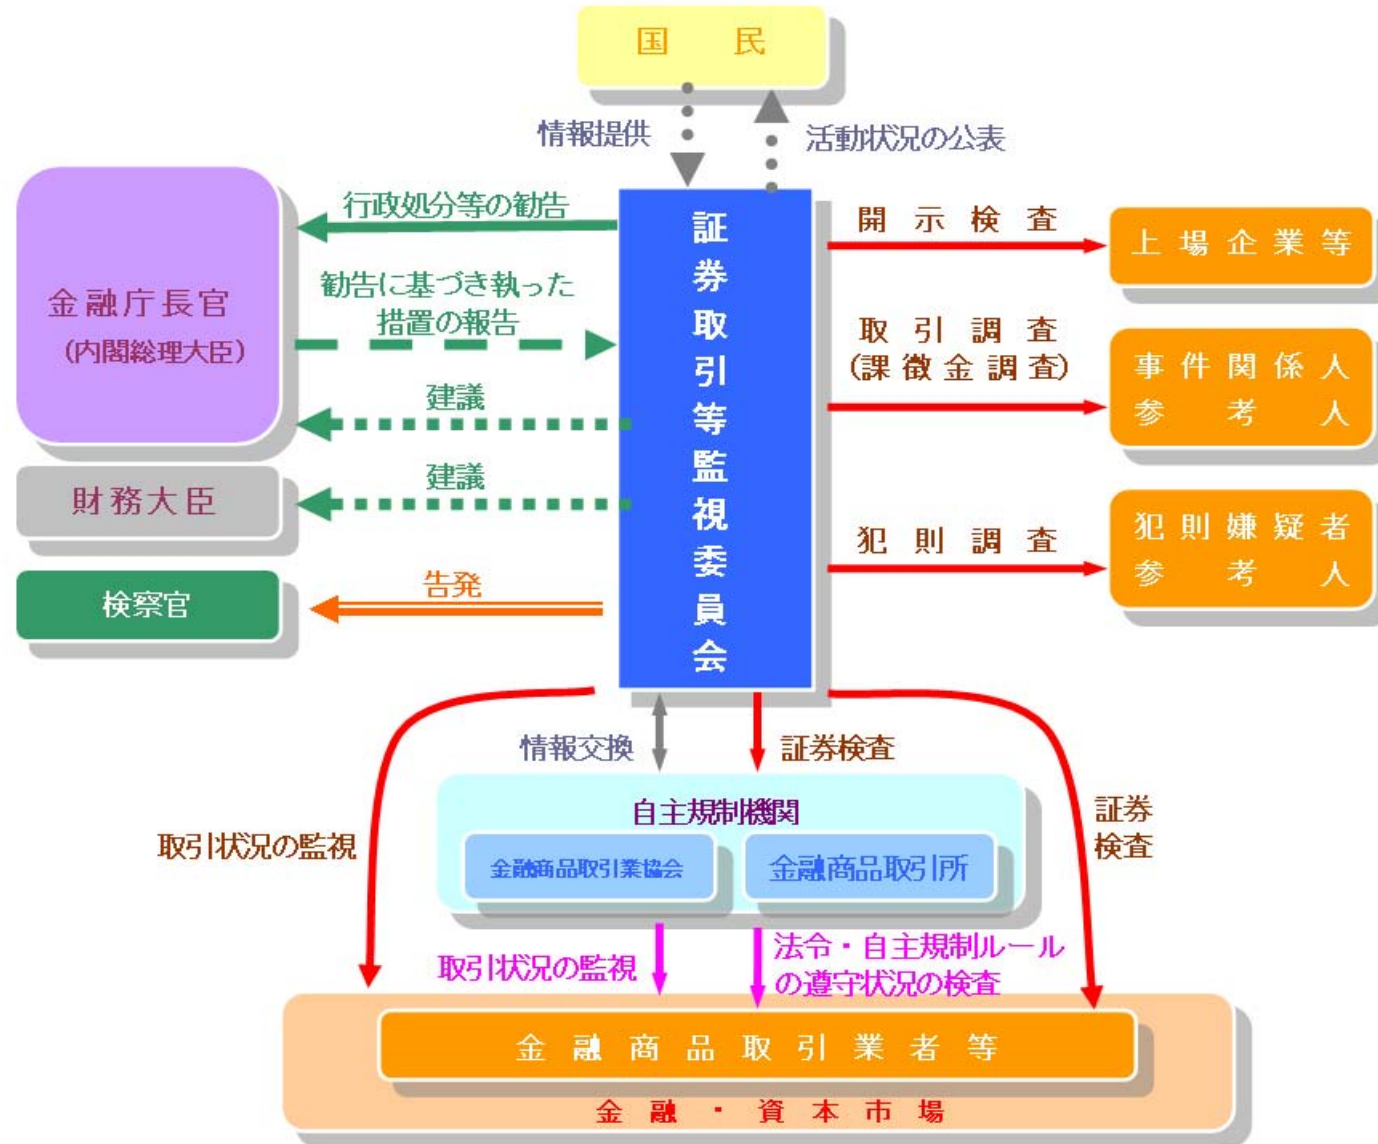 国民
情報提供
活動状況の公表
行政処分等の勧告
金融庁長官
(内閣総理大臣)
勧告に基づき執った
措置の報告
建議
財務大臣
建議
検察官
告発
証券取引等監視委員会
開示検査
上場企業等
取引調査
(課徴金調査)
事件関係人
参考人
犯則調査
犯則嫌疑者
参考人
情報交換
証券検査
取引状況の監視
自主規制機関
金融商品取引業協会
金融商品取引所
証券
検査
取引状況の監視
法令・自主規制ルール
の遵守状況の検査
金融商品取引業者等
金融・資本市場